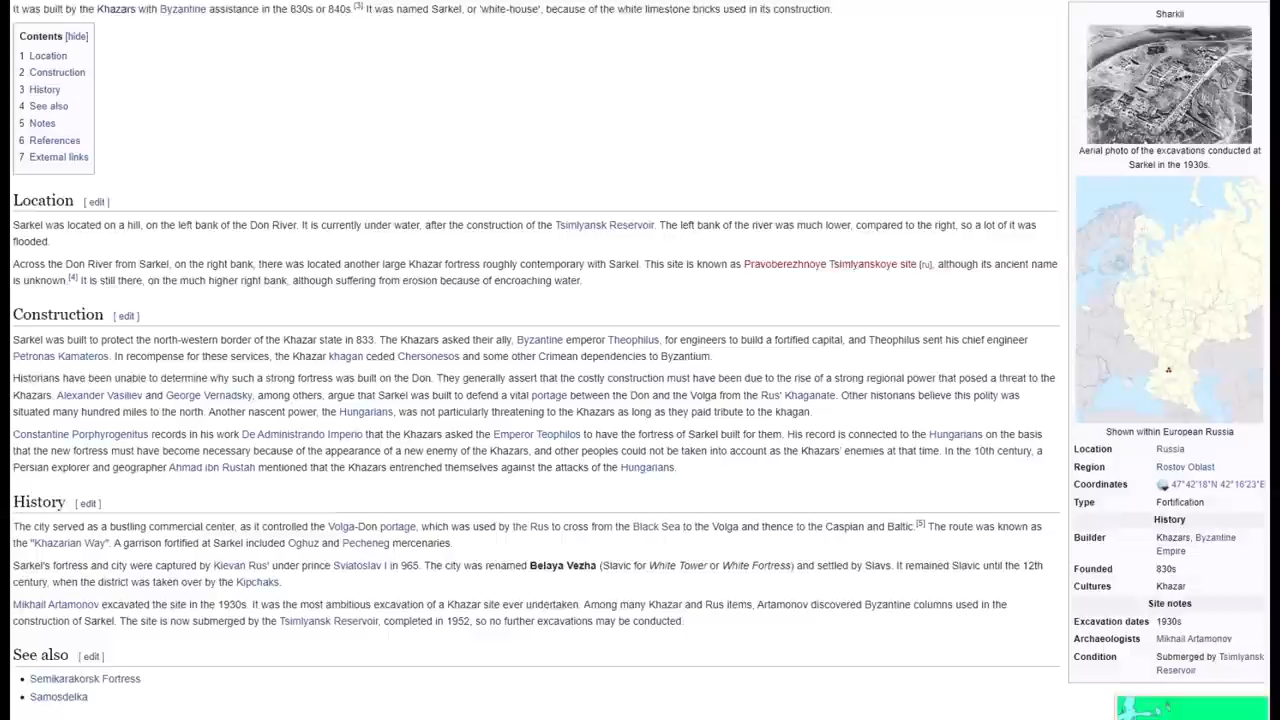 It was built by the Khazars with Byzantine assistance in the 830s or 840s.[3] It was named Sarkel, or 'white-house', because of the white limestone bricks used in its construction.
Contents [hide]
1 Location
2 Construction
3 History
4 See also
5 Notes
6 References
7 External links
Location [ edit ]
Sarkel was located on a hill, on the left bank of the Don River. It is currently under water, after the construction of the Tsimlyansk Reservoir. The left bank of the river was much lower, compared to the right, so a lot of it was
flooded.
Across the Don River from Sarkel, on the right bank, there was located another large Khazar fortress roughly contemporary with Sarkel. This site is known as Pravoberezhnoye Tsimlyanskoye site [ru], although its ancient name
is unknown.[4] It is still there, on the much higher right bank, although suffering from erosion because of encroaching water.
Construction [ edit ]
Sarkel was built to protect the north-western border of the Khazar state in 833. The Khazars asked their ally, Byzantine emperor Theophilus, for engineers to build a fortified capital, and Theophilus sent his chief engineer
Petronas Kamateros. In recompense for these services, the Khazar khagan ceded Chersonesos and some other Crimean dependencies to Byzantium.
Historians have been unable to determine why such a strong fortress was built on the Don. They generally assert that the costly construction must have been due to the rise of a strong regional power that posed a threat to the
Khazars. Alexander Vasiliev and George Vernadsky, among others, argue that Sarkel was built to defend a vital portage between the Don and the Volga from the Rus' Khaganate. Other historians believe this polity was
situated many hundred miles to the north. Another nascent power, the Hungarians, was not particularly threatening to the Khazars as long as they paid tribute to the khagan.
Constantine Porphyrogenitus records in his work De Administrando Imperio that the Khazars asked the Emperor Teophilos to have the fortress of Sarkel built for them. His record is connected to the Hungarians on the basis
that the new fortress must have become necessary because of the appearance of a new enemy of the Khazars, and other peoples could not be taken into account as the Khazars' enemies at that time. In the 10th century, a
Persian explorer and geographer Ahmad ibn Rustah mentioned that the Khazars entrenched themselves against the attacks of the Hungarians.
History [ edit ]
The city served as a bustling commercial center, as it controlled the Volga-Don portage, which was used by the Rus to cross from the Black Sea to the Volga and thence to the Caspian and Baltic.[5] The route was known as
the "Khazarian Way". A garrison fortified at Sarkel included Oghuz and Pecheneg mercenaries.
Sarkel's fortress and city were captured by Kievan Rus' under prince Sviatoslav I in 965. The city was renamed Belaya Vezha (Slavic for White Tower or White Fortress) and settled by Slavs. It remained Slavic until the 12th
century, when the district was taken over by the Kipchaks.
Mikhail Artamonov excavated the site in the 1930s. It was the most ambitious excavation of a Khazar site ever undertaken. Among many Khazar and Rus items, Artamonov discovered Byzantine columns used in the
construction of Sarkel. The site is now submerged by the Tsimlyansk Reservoir, completed in 1952, so no further excavations may be conducted.
See also [ edit ]
• Semikarakorsk Fortress
• Samosdelka
Sharkil
Aerial photo of the excavations conducted at
Sarkel in the 1930s.
Shown within European Russia
Location Russia
Region Rostov Oblast
Coordinates 47°42′18″N 42°16′23″E
Type Fortification
History
Builder Khazars, Byzantine
Empire
Founded 830s
Cultures Khazar
Site notes
Excavation dates 1930s
Archaeologists Mikhail Artamonov
Condition Submerged by Tsimlyansk
Reservoir